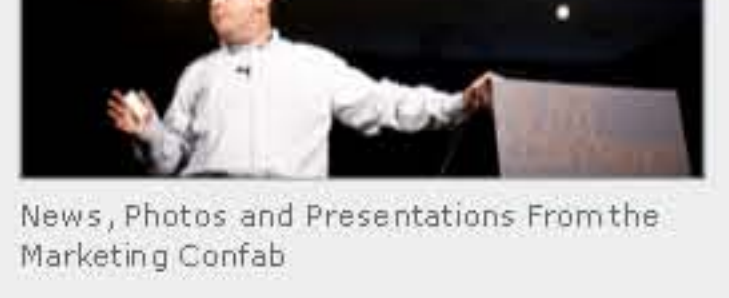 News, Photos and Presentations From the
Marketing Confab